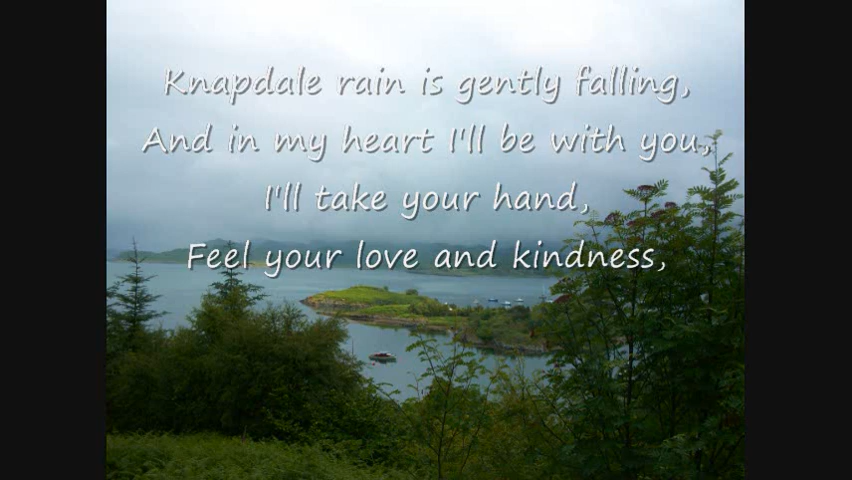 Knapdale rain is gently falling,
And in my heart I'll be with you,
I'll take your hand,
Feel your love and kindness,